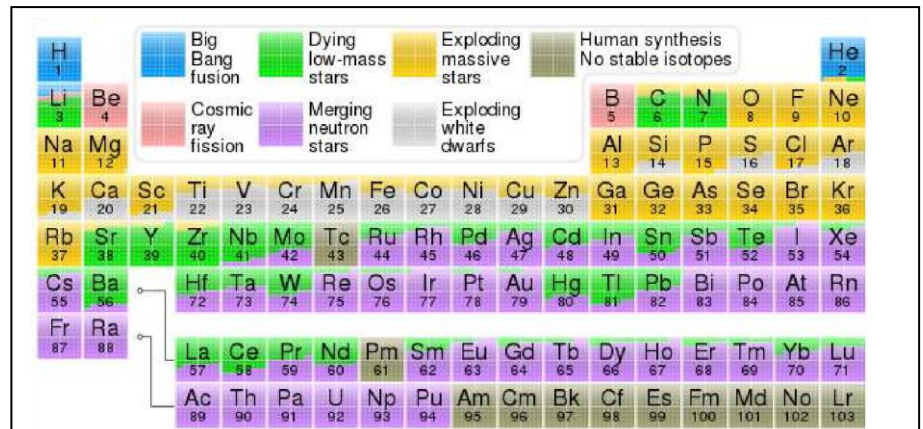 Big Bang fusion
Dying low-mass stars
Exploding massive stars
Human synthesis No stable isotopes
Cosmic ray fission
Merging neutron stars
Exploding white dwarfs
H He
1 2
Li Be B C N O F Ne
3 4 5 6 7 8 9 10
Na Mg Al Si P S Cl Ar
11 12 13 14 15 16 17 18
K Ca Sc Ti V Cr Mn Fe Co Ni Cu Zn Ga Ge As Se Br Kr
19 20 21 22 23 24 25 26 27 28 29 30 31 32 33 34 35 36
Rb Sr Y Zr Nb Mo Tc Ru Rh Pd Ag Cd In Sn Sb Te I Xe
37 38 39 40 41 42 43 44 45 46 47 48 49 50 51 52 53 54
Cs Ba Hf Ta W Re Os Ir Pt Au Hg Tl Pb Bi Po At Rn
55 56 72 73 74 75 76 77 78 79 80 81 82 83 84 85 86
Fr Ra
87 88
La Ce Pr Nd Pm Sm Eu Gd Tb Dy Ho Er Tm Yb Lu
57 58 59 60 61 62 63 64 65 66 67 68 69 70 71
Ac Th Pa U Np Pu Am Cm Bk Cf Es Fm Md No Lr
89 90 91 92 93 94 95 96 97 98 99 100 101 102 103